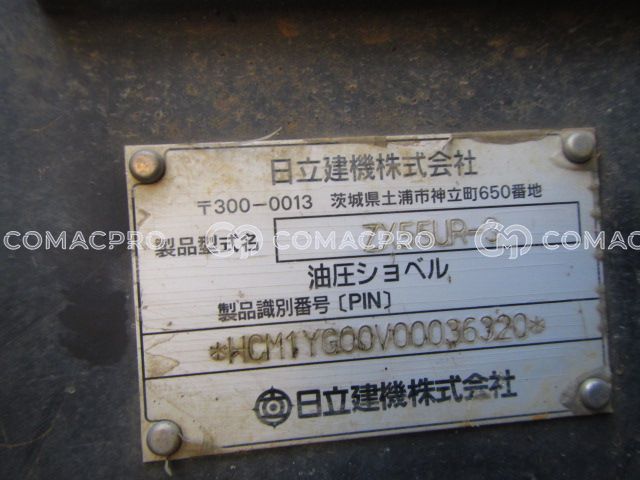 日立建機株式会社
〒300-0013 茨城県土浦市神立町650番地
製品型式名 ZX55UR-3
油圧ショベル
製品識別番号〔PIN〕
*HCM1YG00V00036320*
日立建機株式会社
COMACPRO COMACPRO COMACPRO